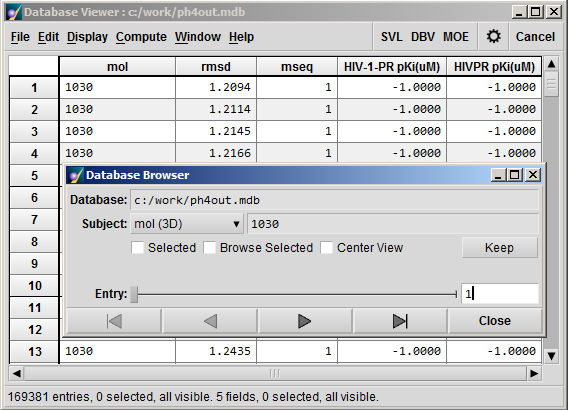 Database Viewer : c:/work/ph4out.mdb
File Edit Display Compute Window Help SVL DBV MOE Cancel
mol rmsd mseq HIV-1-PR pKi(uM) HIVPR pKi(uM)
1 1030 1.2094 1 -1.0000 -1.0000
2 1030 1.2114 1 -1.0000 -1.0000
3 1030 1.2145 1 -1.0000 -1.0000
4 1030 1.2166 1 -1.0000 -1.0000
5
6
7
8
9
10
11
12
Database Browser
Database: c:/work/ph4out.mdb
Subject: mol (3D) 1030
Selected Browse Selected Center View Keep
Entry: 1
Close
13 1030 1.2435 1 -1.0000 -1.0000
169381 entries, 0 selected, all visible. 5 fields, 0 selected, all visible.